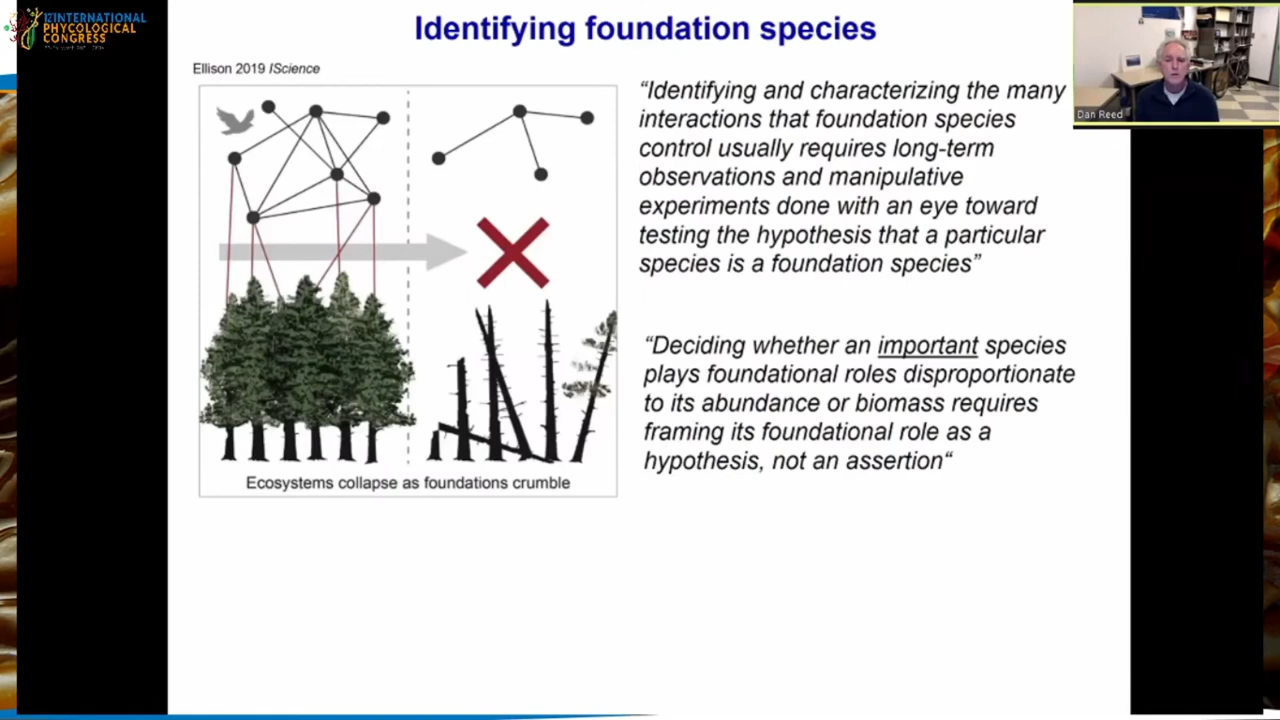 INTERNATIONAL
PHYCOLOGICAL
CONGRESS
Identifying foundation species
Ellison 2019 IScience
Ecosystems collapse as foundations crumble
“Identifying and characterizing the many
interactions that foundation species
control usually requires long-term
observations and manipulative
experiments done with an eye toward
testing the hypothesis that a particular
species is a foundation species”
“Deciding whether an important species
plays foundational roles disproportionate
to its abundance or biomass requires
framing its foundational role as a
hypothesis, not an assertion“
Dan Reed